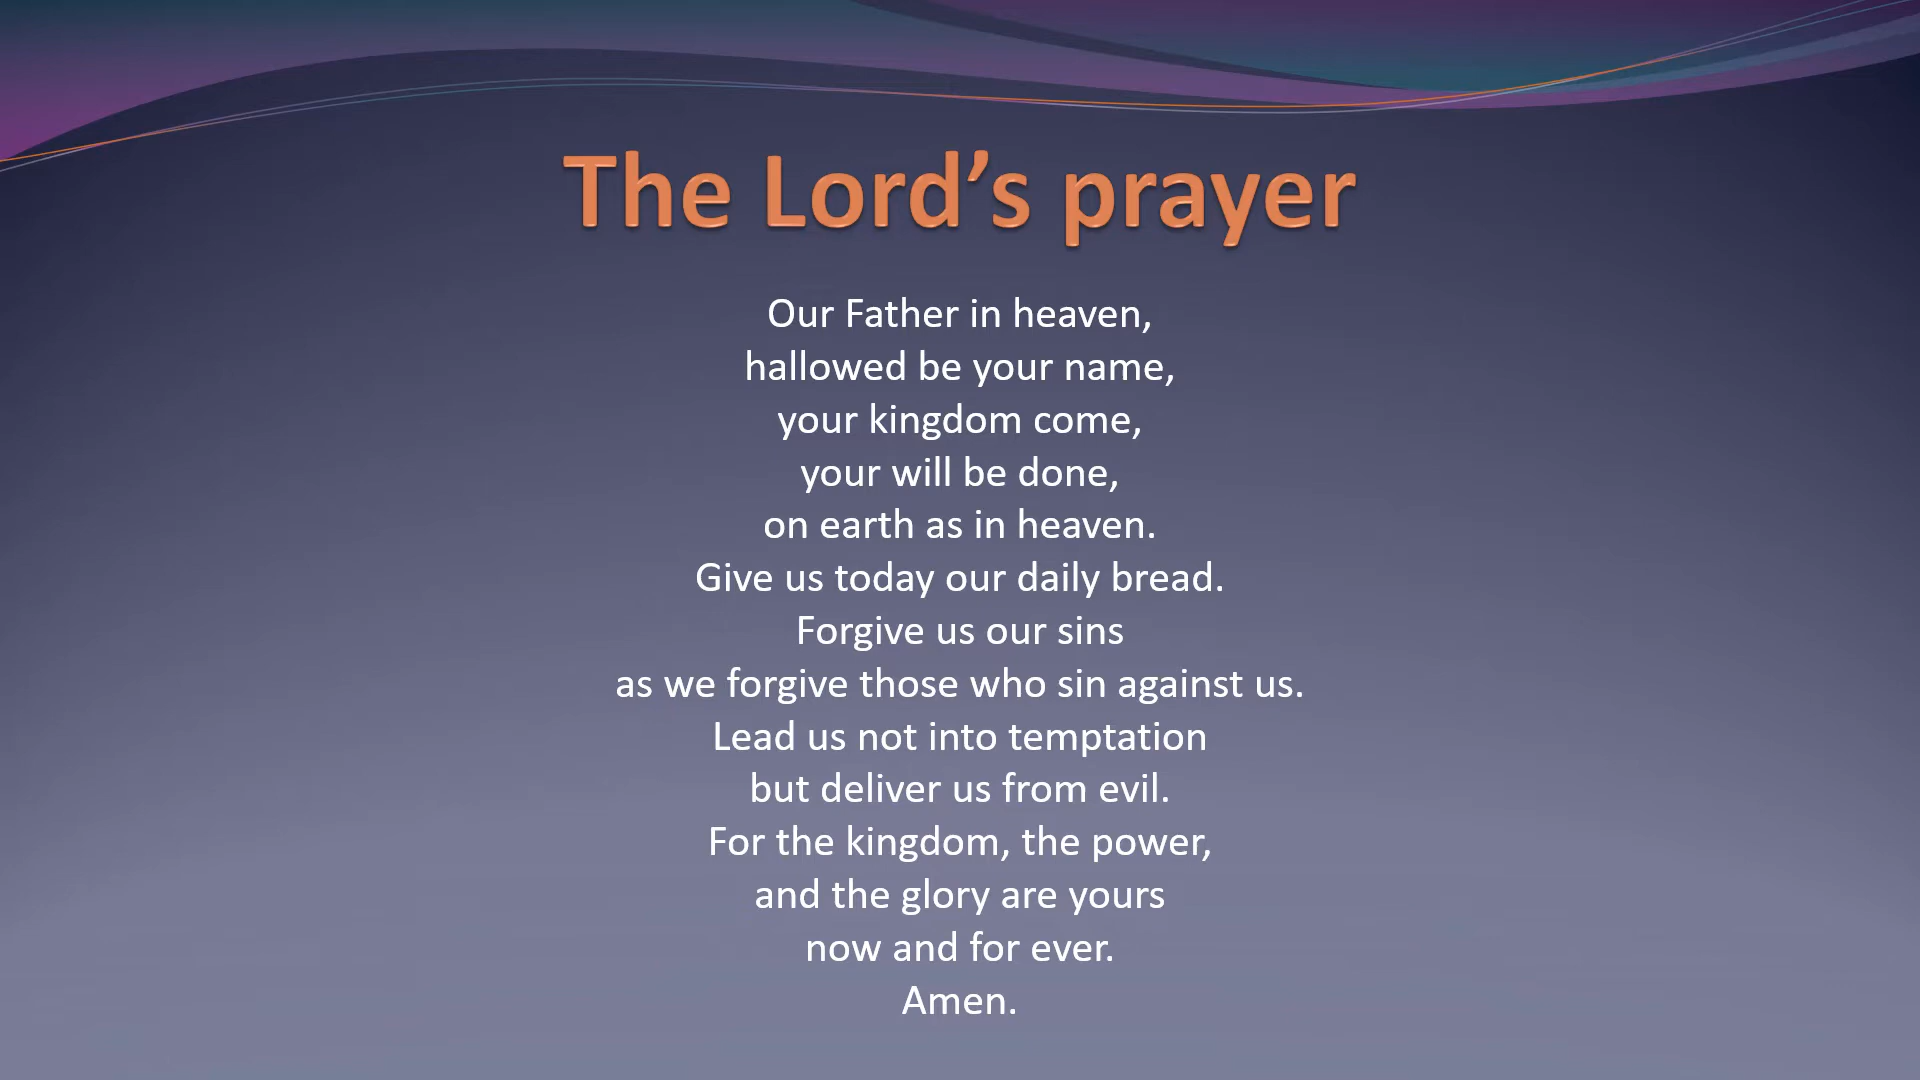 The Lord’s prayer
Our Father in heaven,
hallowed be your name,
your kingdom come,
your will be done,
on earth as in heaven.
Give us today our daily bread.
Forgive us our sins
as we forgive those who sin against us.
Lead us not into temptation
but deliver us from evil.
For the kingdom, the power,
and the glory are yours
now and for ever.
Amen.